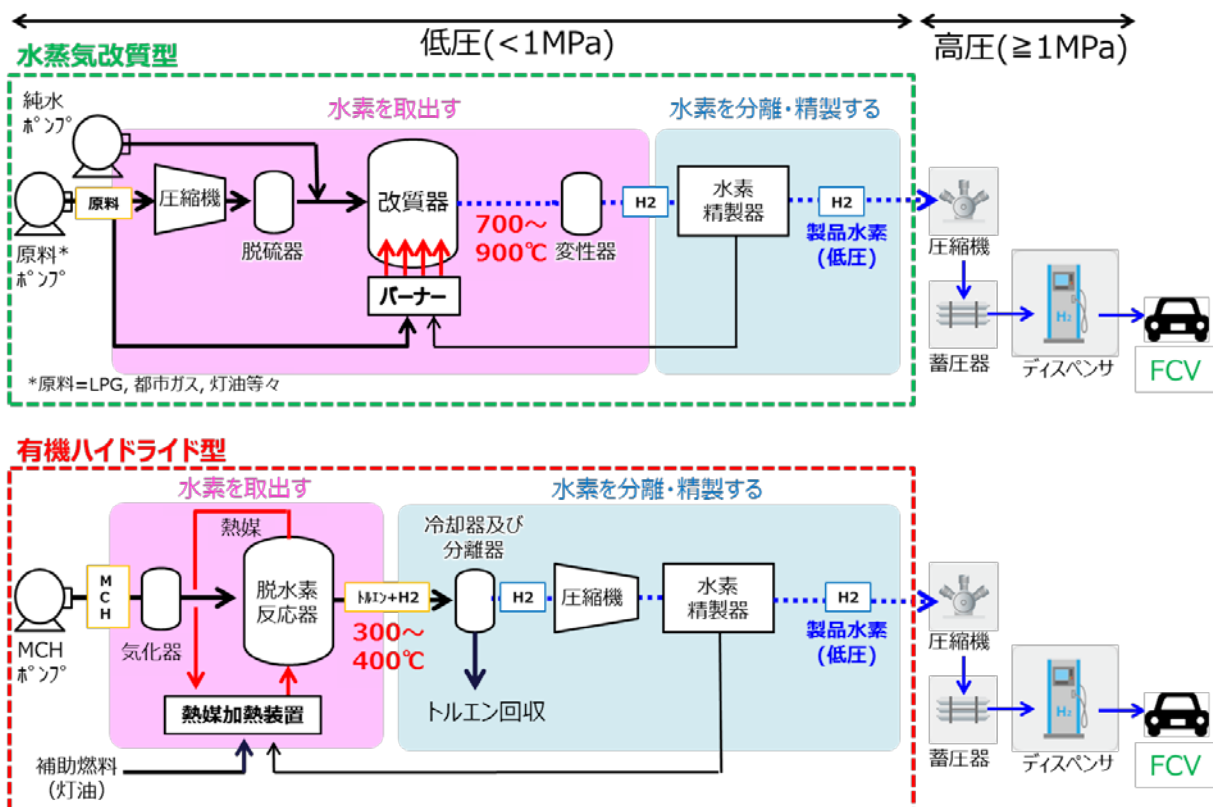 低圧(<1MPa)
高圧(≧1MPa)
水蒸気改質型
水素を取出す
水素を分離・精製する
純水
ﾎﾟﾝﾌﾟ
原料
圧縮機
脱硫器
改質器
700～
900℃
変性器
H2
水素
精製器
H2
製品水素
(低圧)
原料*
ﾎﾟﾝﾌﾟ
バーナー
*原料=LPG, 都市ガス, 灯油等々
圧縮機
蓄圧器
H2
ディスペンサ
FCV
有機ハイドライド型
水素を取出す
水素を分離・精製する
熱媒
MCH
ﾎﾟﾝﾌﾟ
M
C
H
気化器
脱水素
反応器
ﾄﾙｴﾝ+H2
300～
400℃
冷却器及び
分離器
H2
圧縮機
水素
精製器
H2
製品水素
(低圧)
トルエン回収
熱媒加熱装置
補助燃料
(灯油)
圧縮機
蓄圧器
H2
ディスペンサ
FCV